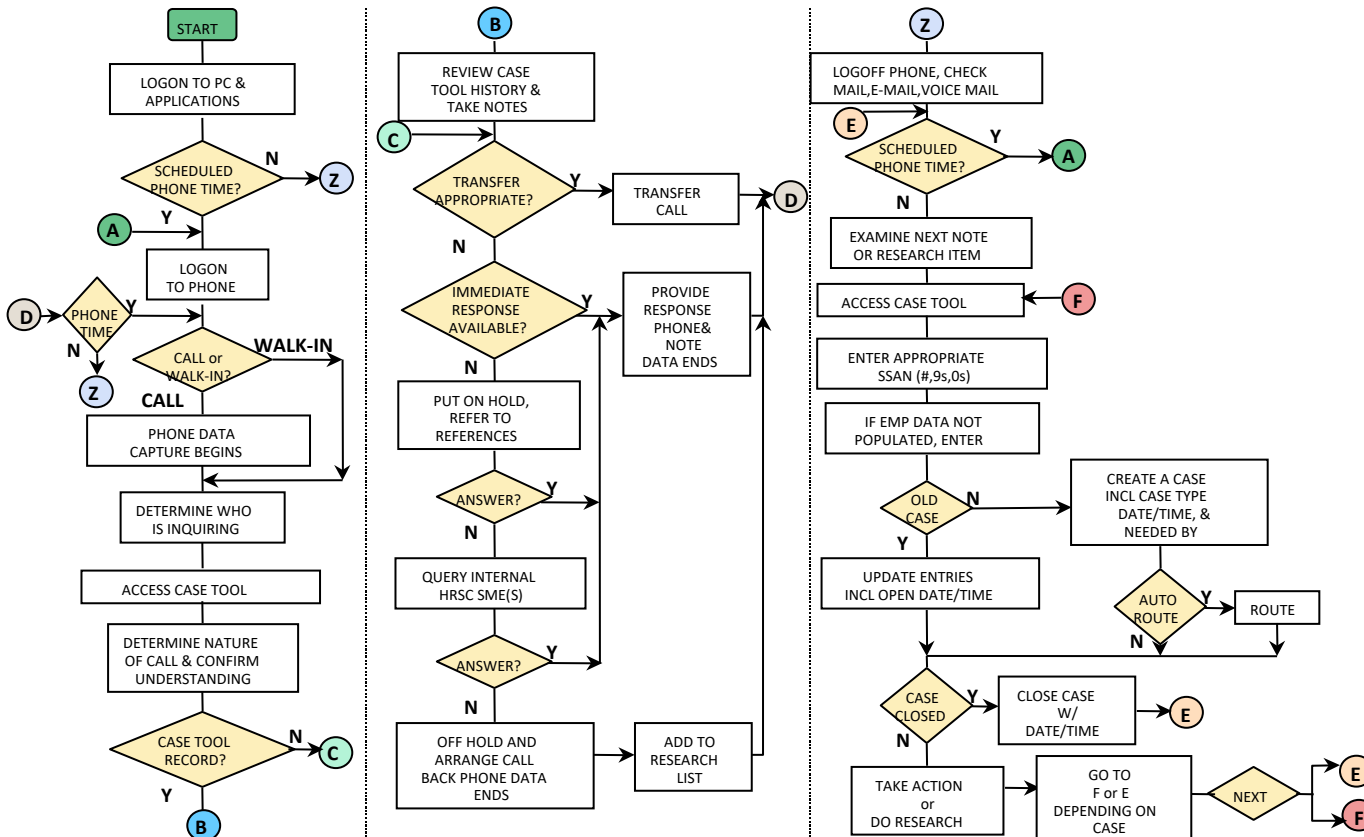 START
LOGON TO PC &
APPLICATIONS
SCHEDULED
PHONE TIME?
N
Z
Y
A
LOGON
TO PHONE
D
PHONE
TIME
Y
N
Z
CALL or
WALK-IN?
WALK-IN
CALL
PHONE DATA
CAPTURE BEGINS
DETERMINE WHO
IS INQUIRING
ACCESS CASE TOOL
DETERMINE NATURE
OF CALL & CONFIRM
UNDERSTANDING
CASE TOOL
RECORD?
N
C
Y
B
B
REVIEW CASE
TOOL HISTORY &
TAKE NOTES
C
TRANSFER
APPROPRIATE?
Y
TRANSFER
CALL
D
N
IMMEDIATE
RESPONSE
AVAILABLE?
Y
PROVIDE
RESPONSE
PHONE&
NOTE
DATA ENDS
N
PUT ON HOLD,
REFER TO
REFERENCES
ANSWER?
Y
N
QUERY INTERNAL
HRSC SME(S)
ANSWER?
Y
N
OFF HOLD AND
ARRANGE CALL
BACK PHONE DATA
ENDS
ADD TO
RESEARCH
LIST
Z
LOGOFF PHONE, CHECK
MAIL,E-MAIL,VOICE MAIL
E
SCHEDULED
PHONE TIME?
Y
A
N
EXAMINE NEXT NOTE
OR RESEARCH ITEM
ACCESS CASE TOOL
F
ENTER APPROPRIATE
SSAN (#,9s,0s)
IF EMP DATA NOT
POPULATED, ENTER
OLD
CASE
N
CREATE A CASE
INCL CASE TYPE
DATE/TIME, &
NEEDED BY
Y
UPDATE ENTRIES
INCL OPEN DATE/TIME
AUTO
ROUTE
Y
ROUTE
N
CASE
CLOSED
Y
CLOSE CASE
W/
DATE/TIME
E
N
TAKE ACTION
or
DO RESEARCH
GO TO
F or E
DEPENDING ON
CASE
NEXT
E
F